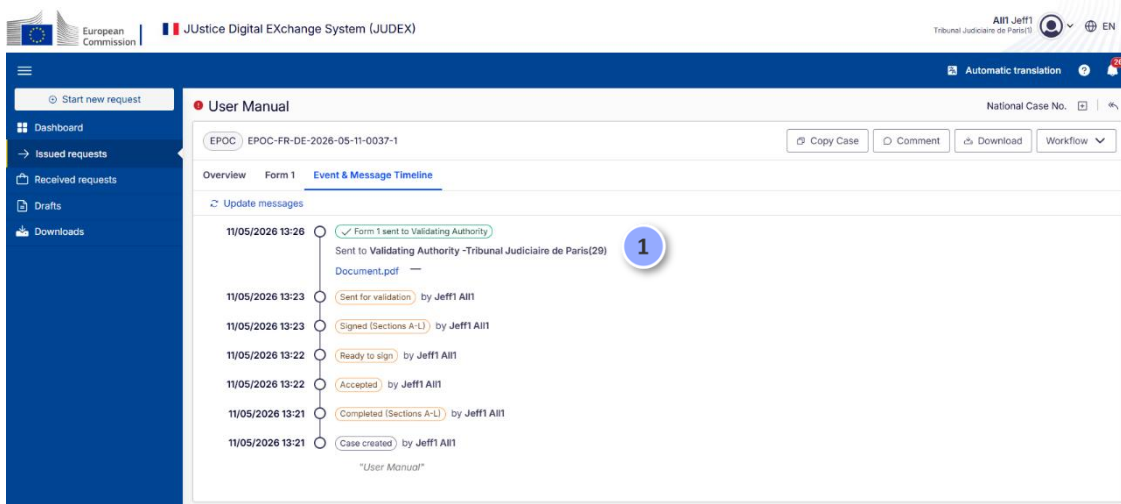 European
Commission
JUstice Digital EXchange System (JUDEX)
All1 Jeff1
Tribunal Judiciaire de Paris(1)
EN
Automatic translation
26
Start new request
Dashboard
Issued requests
Received requests
Drafts
Downloads
User Manual
National Case No.
EPOC EPOC-FR-DE-2026-05-11-0037-1
Copy Case
Comment
Download
Workflow
Overview Form 1 Event & Message Timeline
Update messages
11/05/2026 13:26 Form 1 sent to Validating Authority
Sent to Validating Authority -Tribunal Judiciaire de Paris(29)
1
Document.pdf
11/05/2026 13:23 Sent for validation by Jeff1 All1
11/05/2026 13:23 Signed (Sections A-L) by Jeff1 All1
11/05/2026 13:22 Ready to sign by Jeff1 All1
11/05/2026 13:22 Accepted by Jeff1 All1
11/05/2026 13:21 Completed (Sections A-L) by Jeff1 All1
11/05/2026 13:21 Case created by Jeff1 All1
"User Manual"